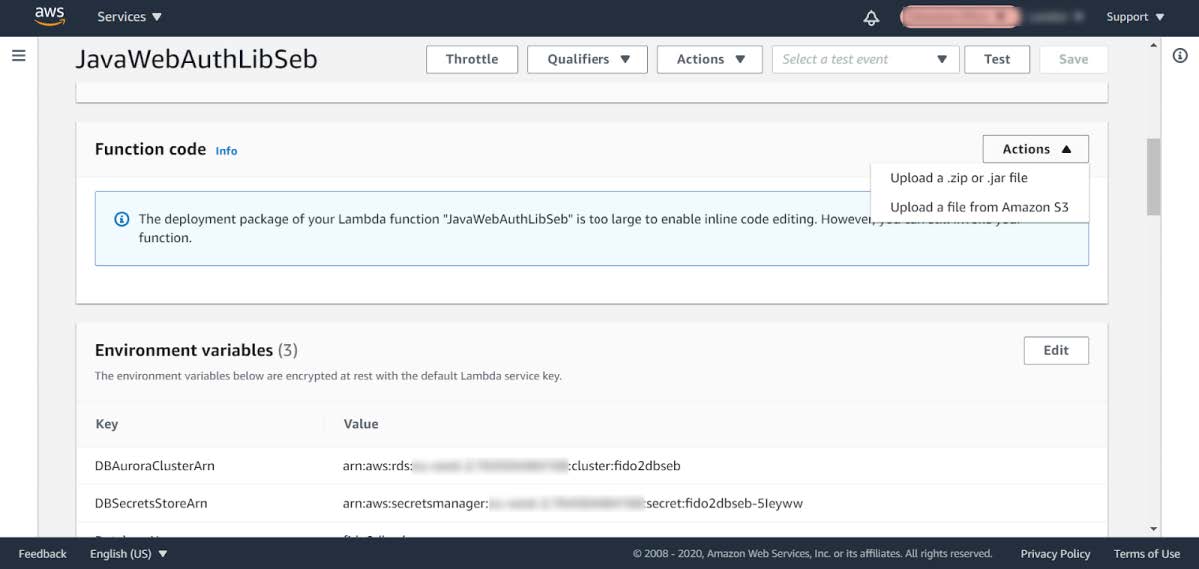 aws Services Support
JavaWebAuthLibSeb Throttle Qualifiers Actions Select a test event Test Save
Function code Info Actions
Upload a .zip or .jar file
Upload a file from Amazon S3
The deployment package of your Lambda function "JavaWebAuthLibSeb" is too large to enable inline code editing. However,
function.
Environment variables (3) Edit
The environment variables below are encrypted at rest with the default Lambda service key.
Key Value
DBAuroraClusterArn arn:aws:rds: :cluster:fido2dbseb
DBSecretsStoreArn arn:aws:secretsmanager: :secret:fido2dbseb-5Ieyww
Feedback English (US) © 2008 - 2020, Amazon Web Services, Inc. or its affiliates. All rights reserved. Privacy Policy Terms of Use